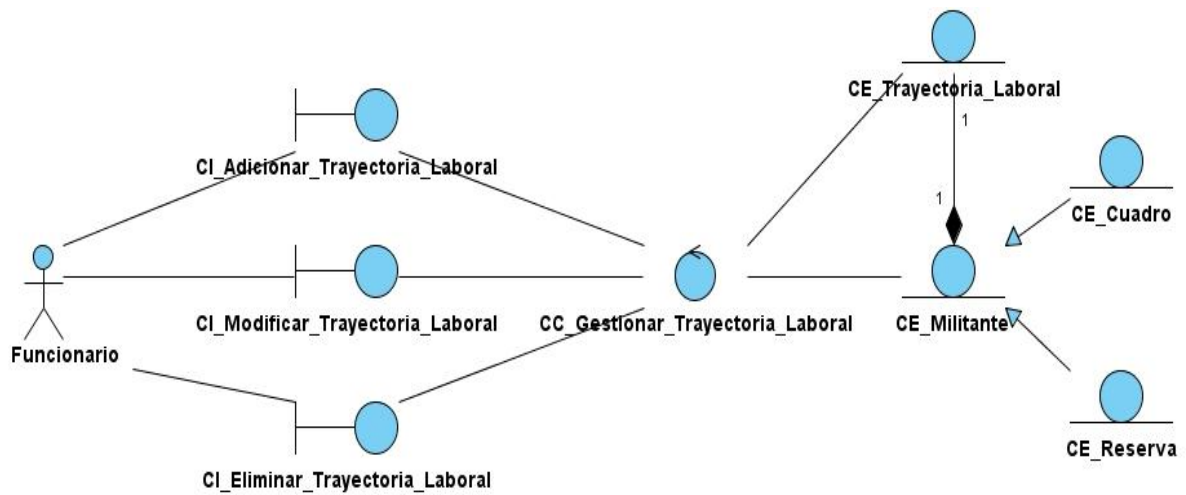 CE_Trayectoria_Laboral
1
CI_Adicionar_Trayectoria_Laboral
1
CE_Cuadro
CI_Modificar_Trayectoria_Laboral
CC_Gestionar_Trayectoria_Laboral
CE_Militante
Funcionario
CE_Reserva
CI_Eliminar_Trayectoria_Laboral